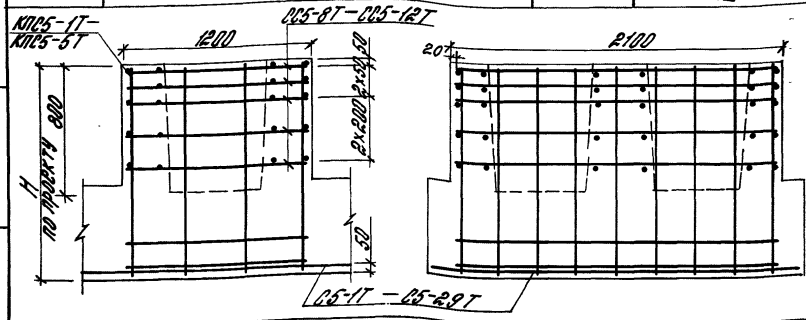 КПС5-1Т-
КПС5-5Т
1200
СС5-8Т-СС5-12Т
50
2×50
2×200
800
H
ПО ПРОЕКТУ
50
С5-1Т - С5-29Т
20
2100